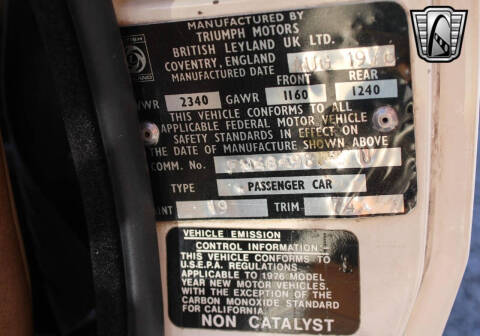 MANUFACTURED BY
TRIUMPH MOTORS
BRITISH LEYLAND UK LTD.
COVENTRY, ENGLAND
MANUFACTURED DATE AUG
FRONT REAR
2340 GAWR 1160 1240
THIS VEHICLE CONFORMS TO ALL
APPLICABLE FEDERAL MOTOR VEHICLE
SAFETY STANDARDS IN EFFECT ON
THE DATE OF MANUFACTURE SHOWN ABOVE
COMM. No. U
TYPE PASSENGER CAR
19 TRIM
VEHICLE EMISSION
CONTROL INFORMATION:-
THIS VEHICLE CONFORMS TO
U.S.E.P.A. REGULATIONS
APPLICABLE TO 1976 MODEL
YEAR NEW MOTOR VEHICLES.
WITH THE EXCEPTION OF THE
CARBON MONOXIDE STANDARD
FOR CALIFORNIA.
NON CATALYST